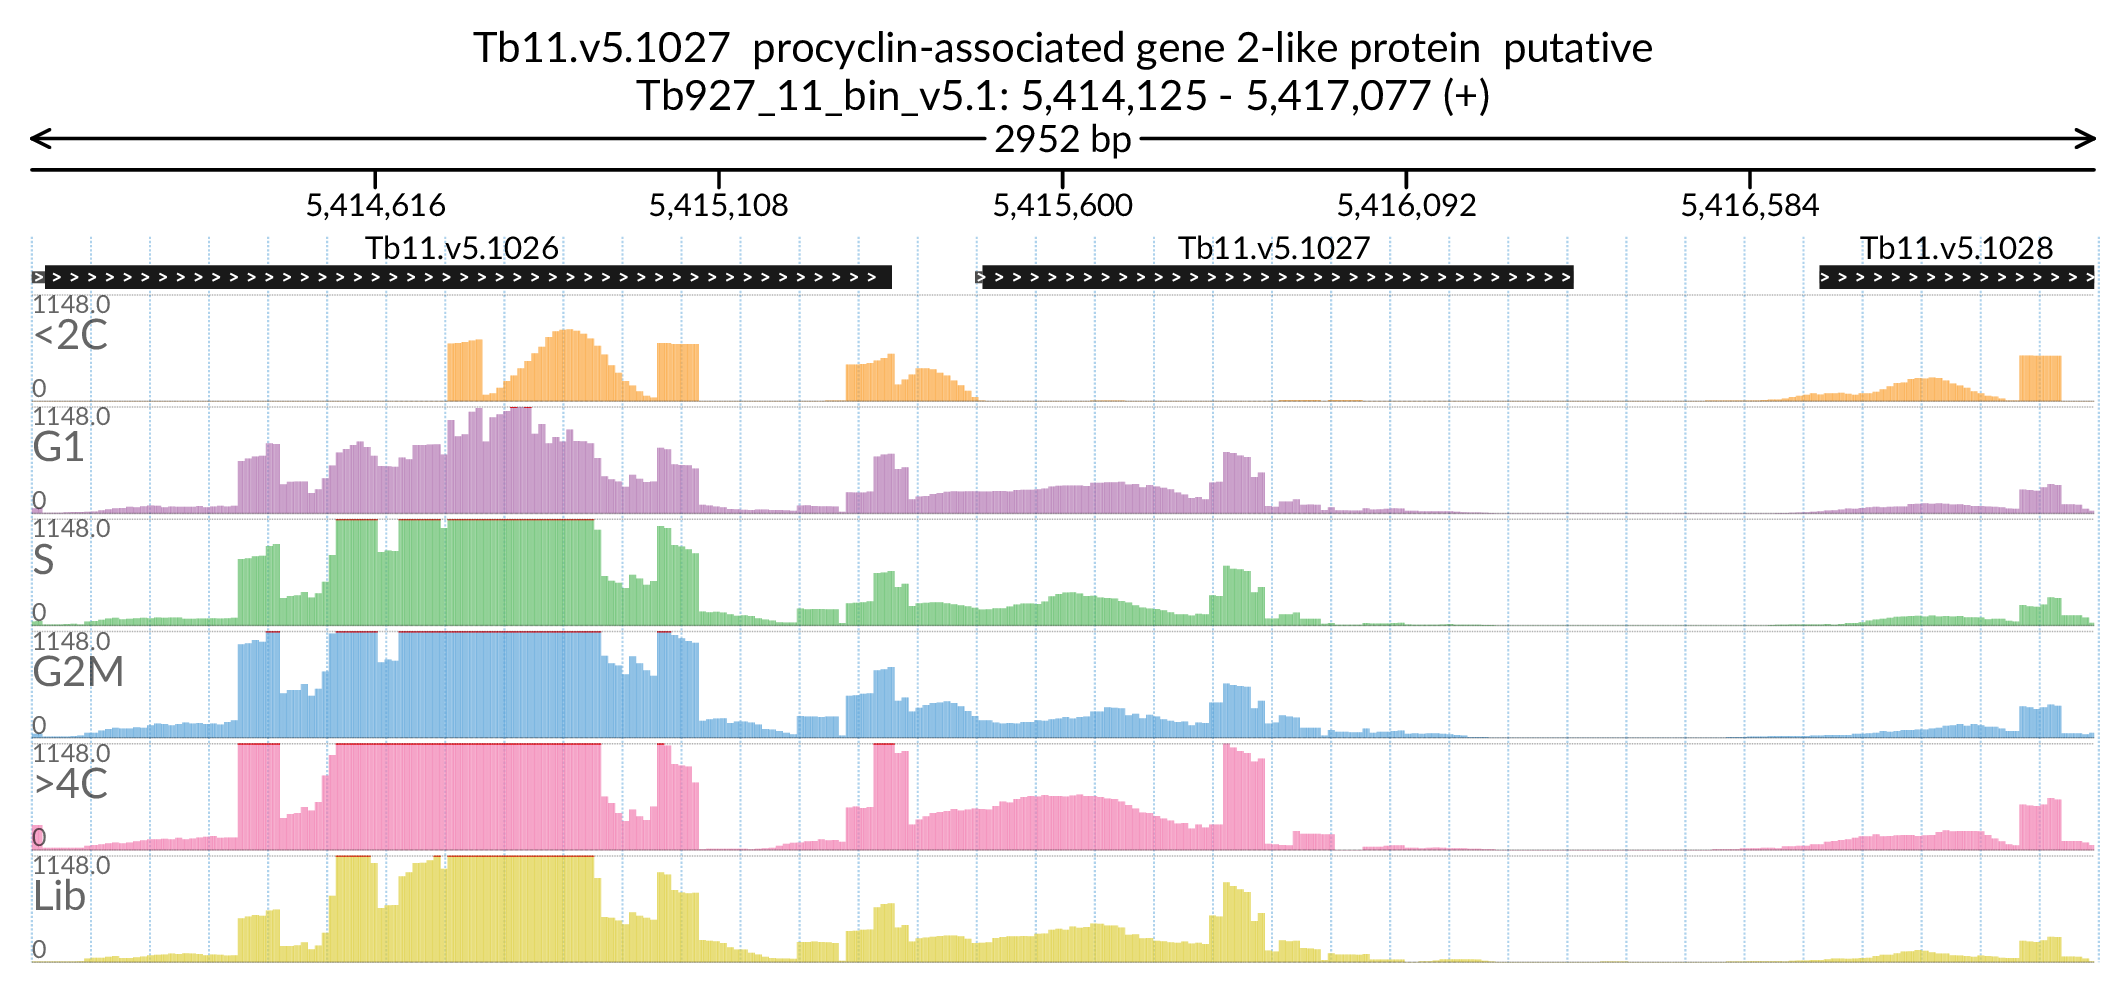 Tb11.v5.1027  procyclin-associated gene 2-like protein  putative
Tb927_11_bin_v5.1: 5,414,125 - 5,417,077 (+)
2952 bp
5,414,616 5,415,108 5,415,600 5,416,092 5,416,584
Tb11.v5.1026 Tb11.v5.1027 Tb11.v5.1028
1148.0
<2C
0
1148.0
G1
0
1148.0
S
0
1148.0
G2M
0
1148.0
>4C
0
1148.0
Lib
0